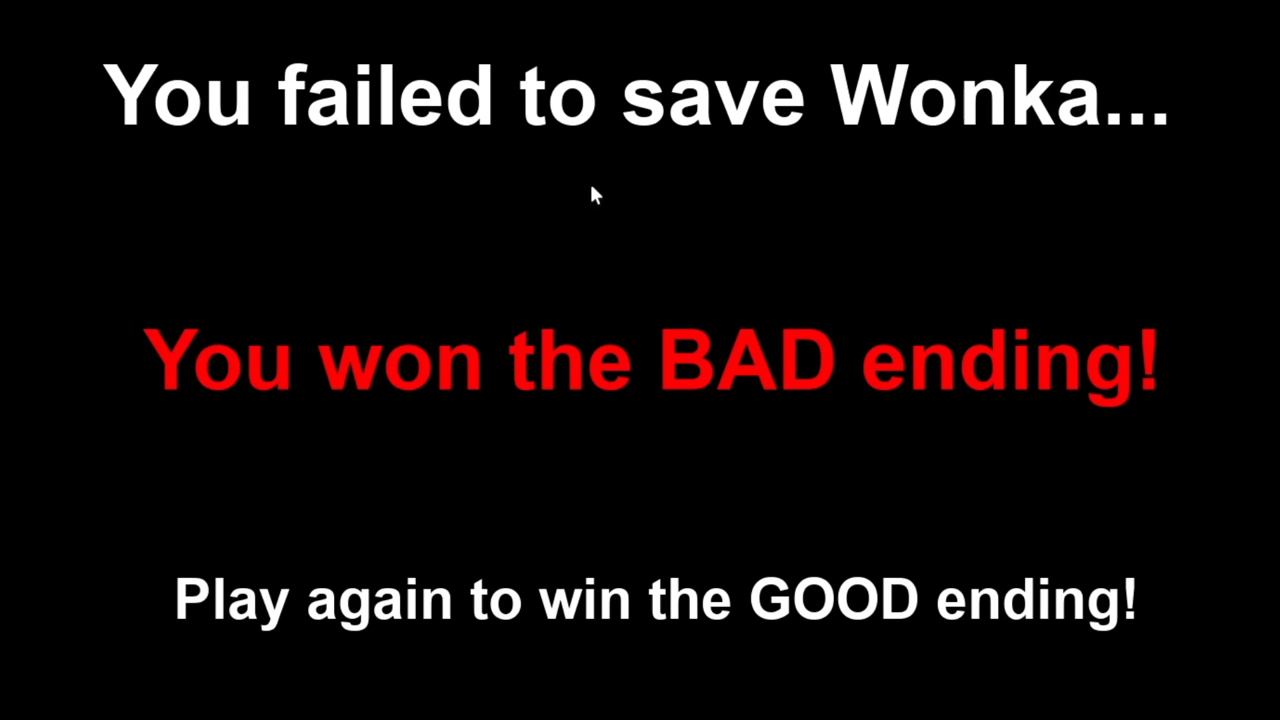 You failed to save Wonka...
You won the BAD ending!
Play again to win the GOOD ending!